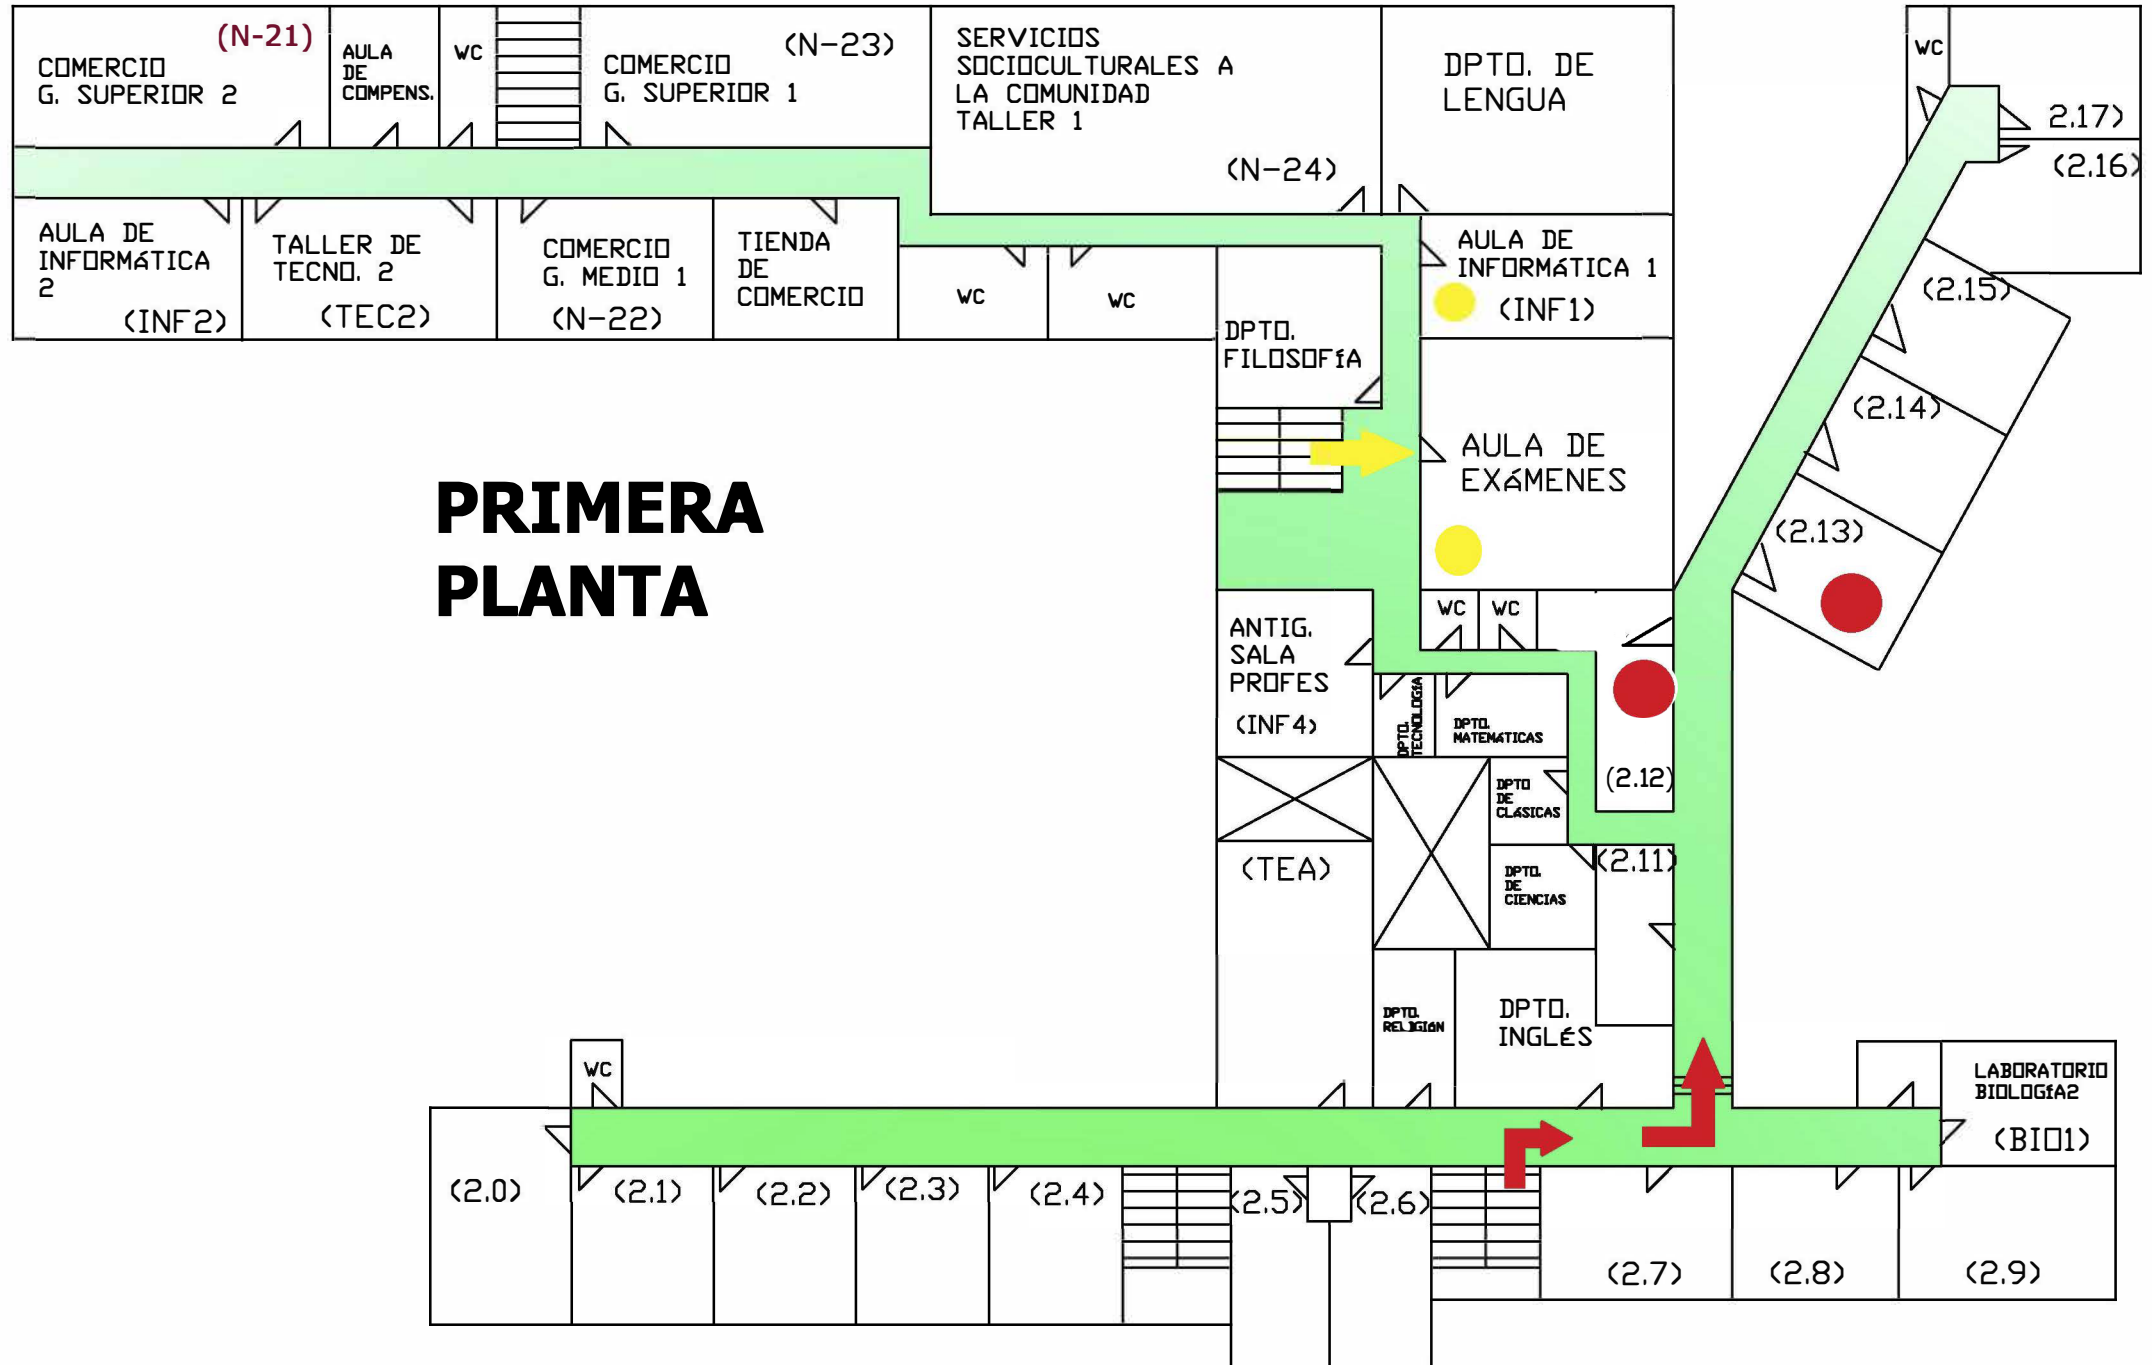 COMERCIO
G. SUPERIOR 2
(N-21)
AULA
DE
COMPENS.
WC
COMERCIO
G. SUPERIOR 1
(N-23)
SERVICIOS
SOCIOCULTURALES A
LA COMUNIDAD
TALLER 1
(N-24)
DPTO. DE
LENGUA
WC
2.17)
(2.16)
AULA DE
INFORMáTICA
2
(INF2)
TALLER DE
TECNO. 2
(TEC2)
COMERCIO
G. MEDIO 1
(N-22)
TIENDA
DE
COMERCIO
WC
WC
DPTO.
FILOSOFíA
AULA DE
INFORMáTICA 1
(INF1)
(2.15)
(2.14)
(2.13)
AULA DE
EXáMENES
PRIMERA
PLANTA
WC
WC
ANTIG.
SALA
PROFES
(INF4)
DPTO.
TECNOLOGíA
DPTO.
MATEMáTICAS
(2.12)
DPTO
DE
CLáSICAS
(2.11)
(TEA)
DPTO.
DE
CIENCIAS
DPTO.
RELIGIóN
DPTO.
INGLÉS
WC
LABORATORIO
BIOLOGíA2
(BIO1)
(2.0)
(2.1)
(2.2)
(2.3)
(2.4)
(2.5)
(2.6)
(2.7)
(2.8)
(2.9)